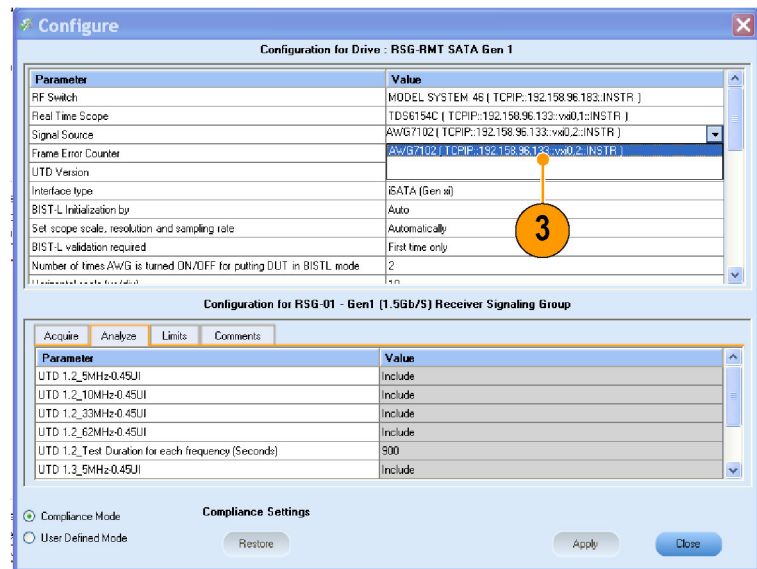 Configure
Configuration for Drive : RSG-RMT SATA Gen 1
Parameter Value
RF Switch MODEL SYSTEM 46 ( TCPIP::192.158.96.183::INSTR )
Real Time Scope TDS6154C ( TCPIP::192.158.96.133::vxi0,1::INSTR )
Signal Source AWG7102 ( TCPIP::192.158.96.133::vxi0,2::INSTR )
Frame Error Counter AWG7102 ( TCPIP::192.158.96.133::vxi0,2::INSTR )
UTD Version
Interface type iSATA (Gen xi)
BIST-L Initialization by Auto
Set scope scale, resolution and sampling rate Automatically
3
BIST-L validation required First time only
Number of times AWG is turned ON/OFF for putting DUT in BISTL mode 2
Configuration for RSG-01 - Gen1 (1.5Gb/S) Receiver Signaling Group
Acquire Analyze Limits Comments
Parameter Value
UTD 1.2_5MHz-0.45UI Include
UTD 1.2_10MHz-0.45UI Include
UTD 1.2_33MHz-0.45UI Include
UTD 1.2_62MHz-0.45UI Include
UTD 1.2_Test Duration for each frequency (Seconds) 900
UTD 1.3_5MHz-0.45UI Include
Compliance Mode Compliance Settings
User Defined Mode Restore Apply Close